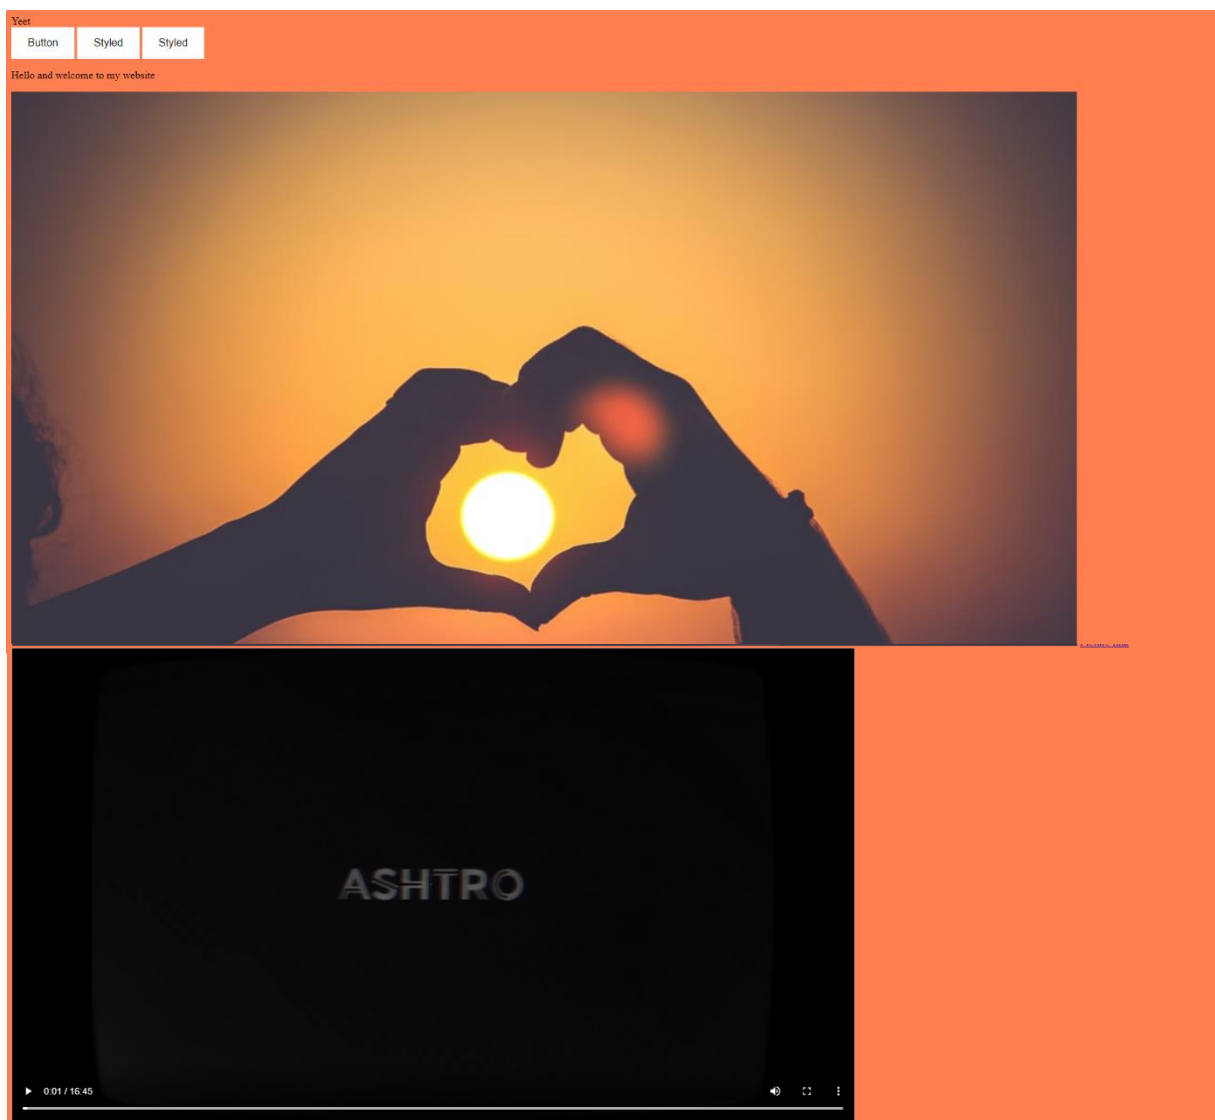 Yeet
Button Styled Styled
Hello and welcome to my website
ASHTRO
0:01 / 16:45